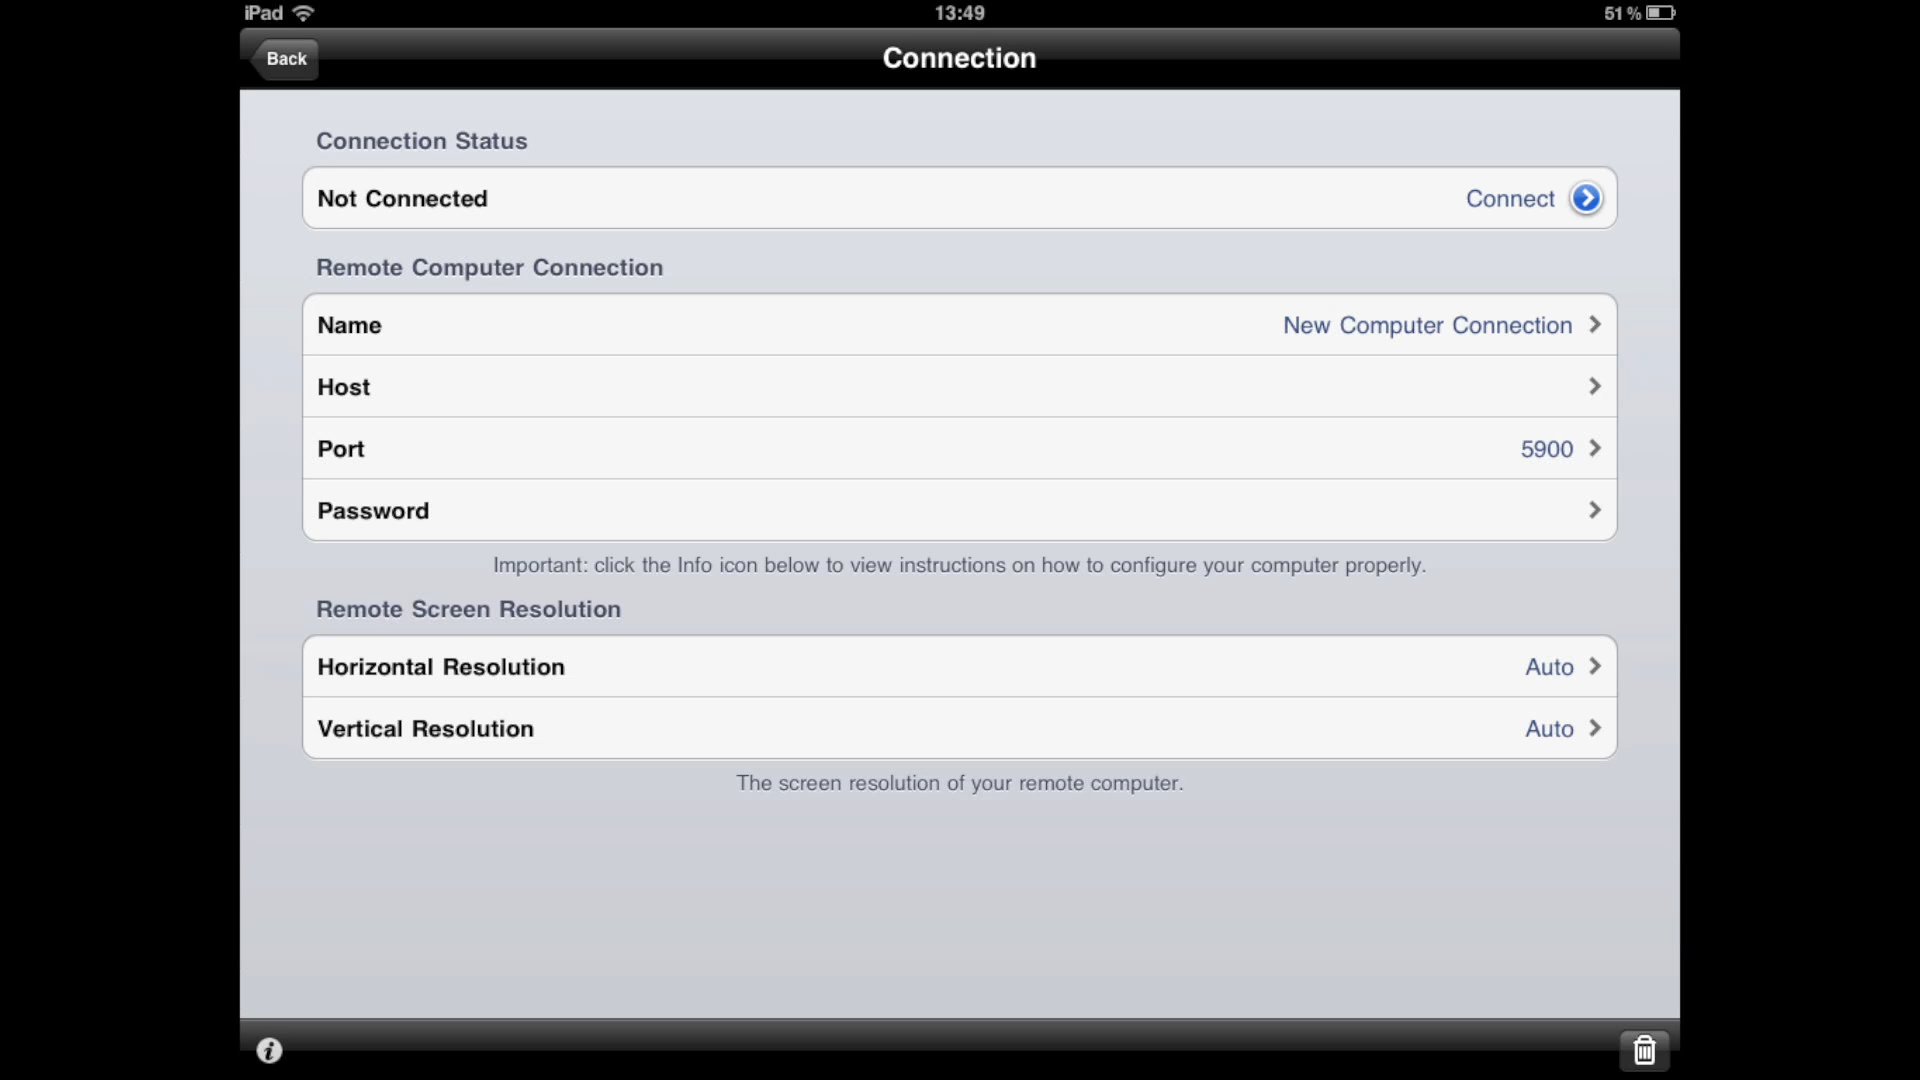 iPad 13:49 51 %
Back Connection
Connection Status
Not Connected Connect
Remote Computer Connection
Name New Computer Connection
Host
Port 5900
Password
Important: click the Info icon below to view instructions on how to configure your computer properly.
Remote Screen Resolution
Horizontal Resolution Auto
Vertical Resolution Auto
The screen resolution of your remote computer.